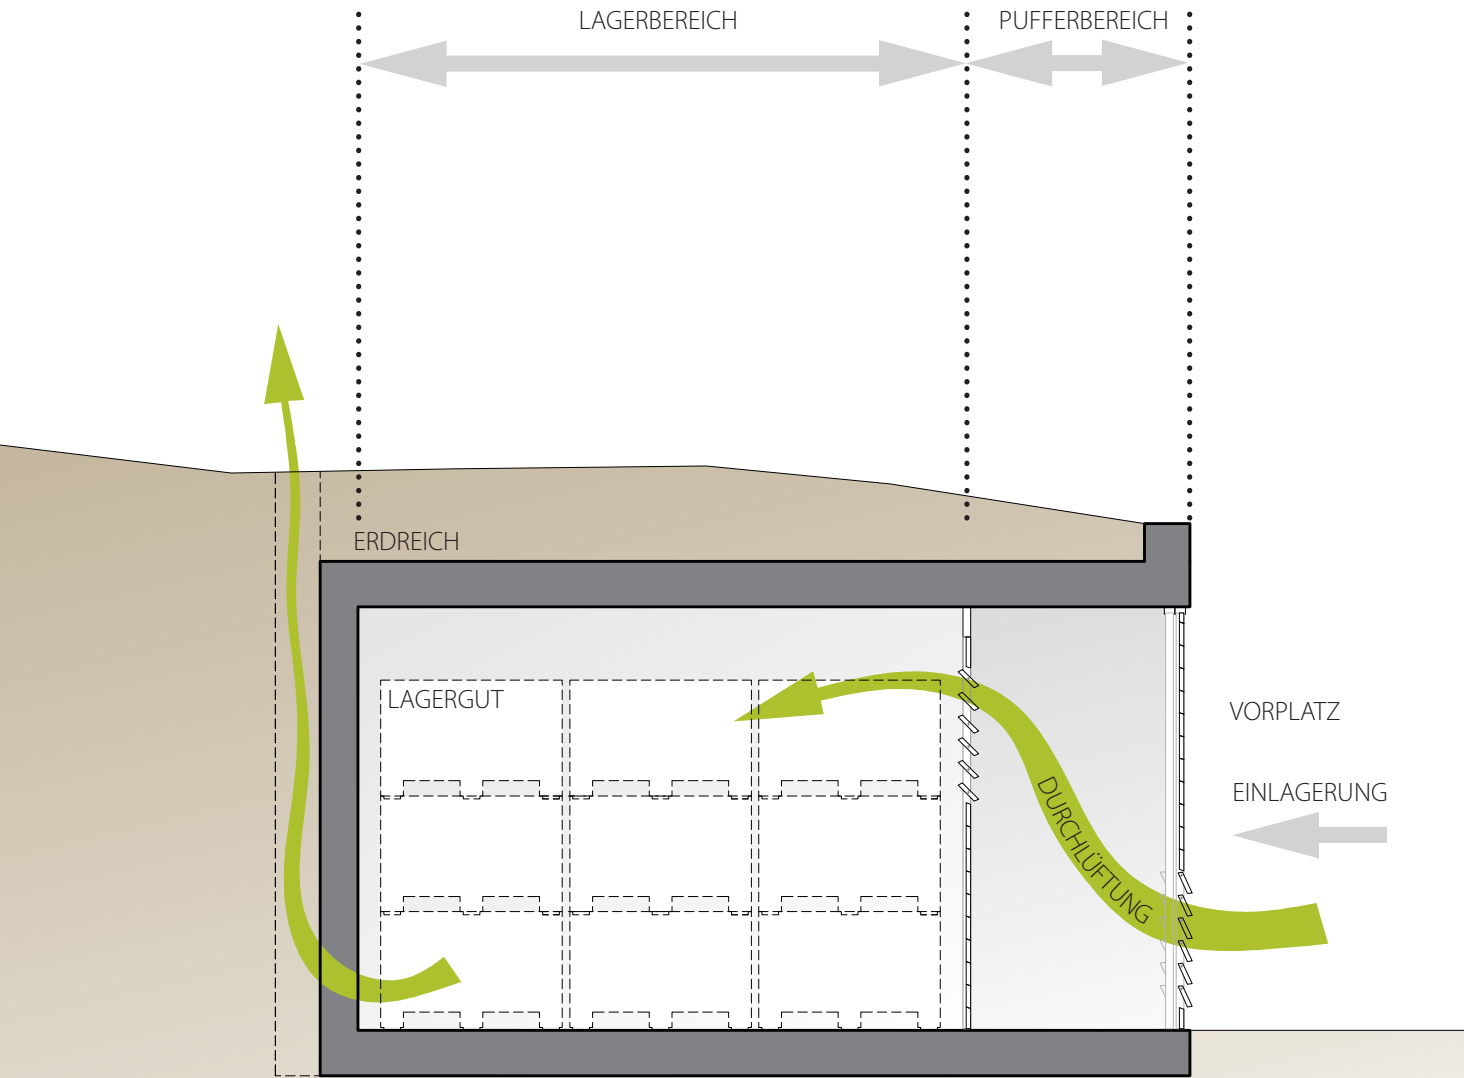 LAGERBEREICH
PUFFERBEREICH
ERDREICH
LAGERGUT
VORPLATZ
EINLAGERUNG
DURCHLÜFTUNG